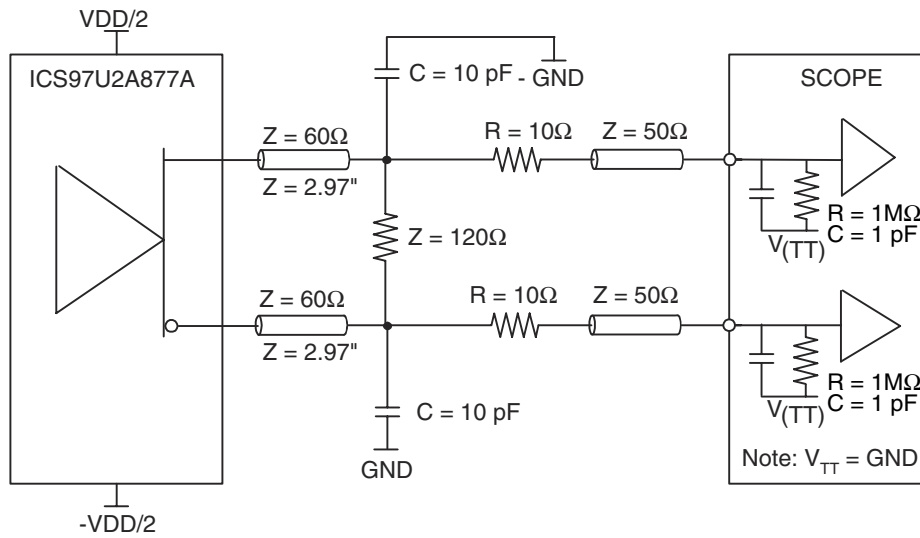 VDD/2
ICS97U2A877A
C = 10 pF
- GND
SCOPE
Z = 60Ω
R = 10Ω
Z = 50Ω
Z = 2.97"
R = 1MΩ
C = 1 pF
V(TT)
Z = 120Ω
Z = 60Ω
R = 10Ω
Z = 50Ω
Z = 2.97"
R = 1MΩ
C = 1 pF
V(TT)
C = 10 pF
GND
Note: VTT = GND
-VDD/2